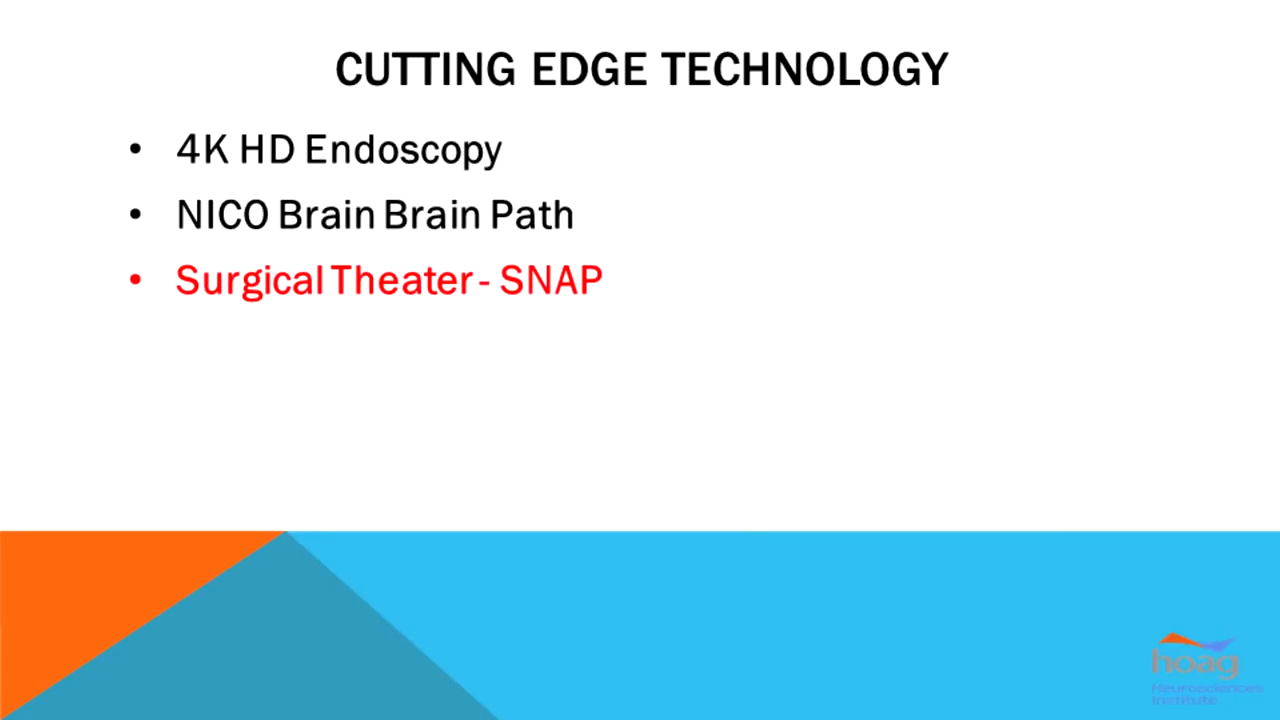 CUTTING EDGE TECHNOLOGY
• 4K HD Endoscopy
• NICO Brain Brain Path
• Surgical Theater - SNAP
hoag
Neurosciences
Institute